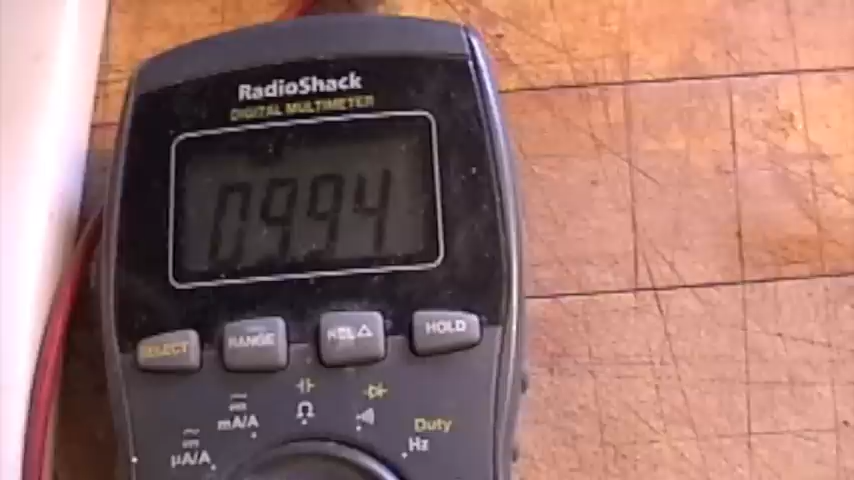 RadioShack
DIGITAL MULTIMETER
0994
SELECT RANGE REL△ HOLD
mA/A Ω Duty
µA/A Hz